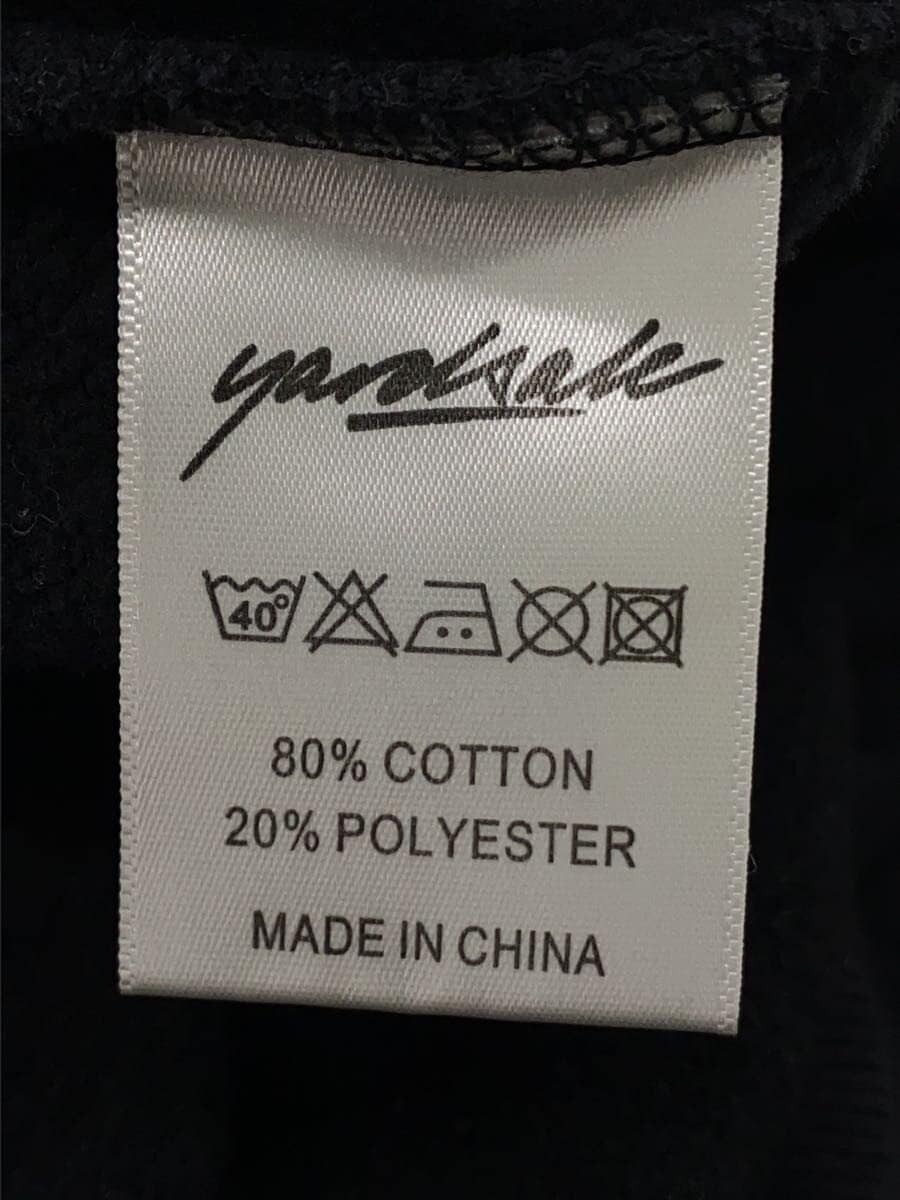 yardsale
40°
80% COTTON
20% POLYESTER
MADE IN CHINA